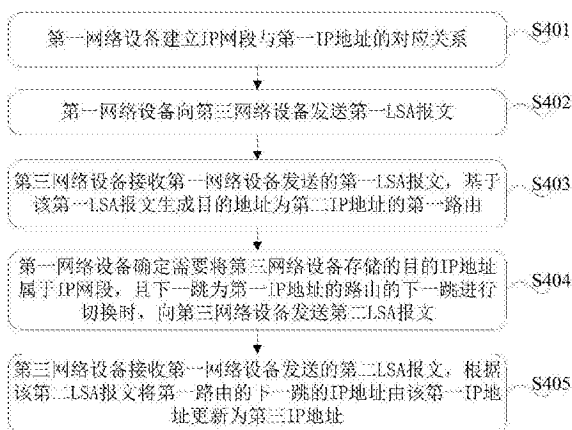 第一网络设备建立IP网段与第一IP地址的对应关系
S401
第一网络设备向第三网络设备发送第一LSA报文
S402
第三网络设备接收第一网络设备发送的第一LSA报文，基于
该第一LSA报文生成目的地址为第二IP地址的第一路由
S403
第一网络设备确定需要将第三网络设备存储的目的IP地址
属于IP网段，且下一跳为第一IP地址的路由的下一跳进行
切换时，向第三网络设备发送第二LSA报文
S404
第三网络设备接收第一网络设备发送的第二LSA报文，根据
该第二LSA报文将第一路由的下一跳的IP地址由该第一IP地
址更新为第三IP地址
S405